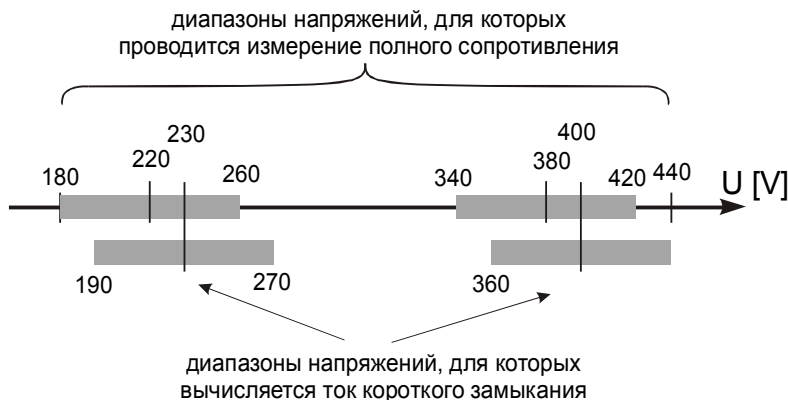 диапазоны напряжений, для которых
проводится измерение полного сопротивления
230 400
220 380
180 260 340 420 440 U [V]
190 270 360
диапазоны напряжений, для которых
вычисляется ток короткого замыкания